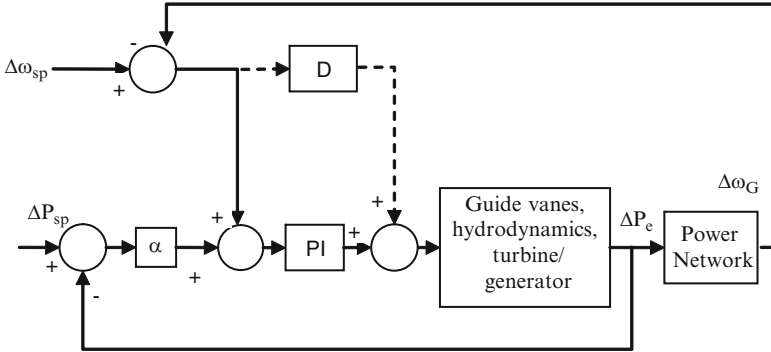 -
Δω_sp
+
D
ΔP_sp
+
-
α
+
+
PI
+
+
Guide vanes,
hydrodynamics,
turbine/
generator
ΔP_e
Δω_G
Power
Network